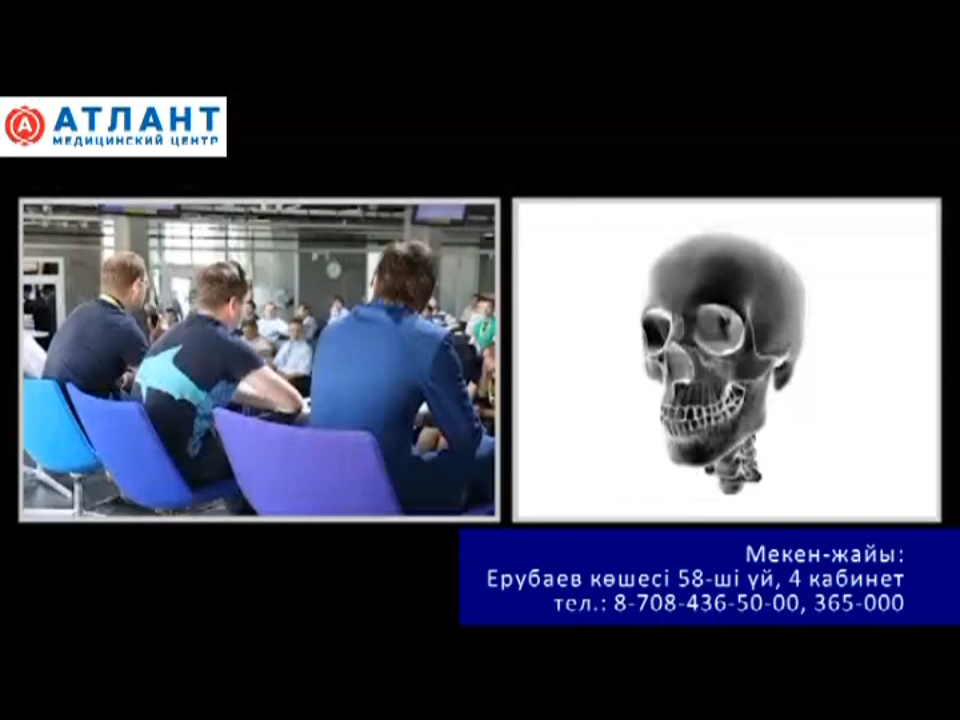 АТЛАНТ
МЕДИЦИНСКИЙ ЦЕНТР
Мекен-жайы:
Ерубаев көшесі 58-ші үй, 4 кабинет
тел.: 8-708-436-50-00, 365-000